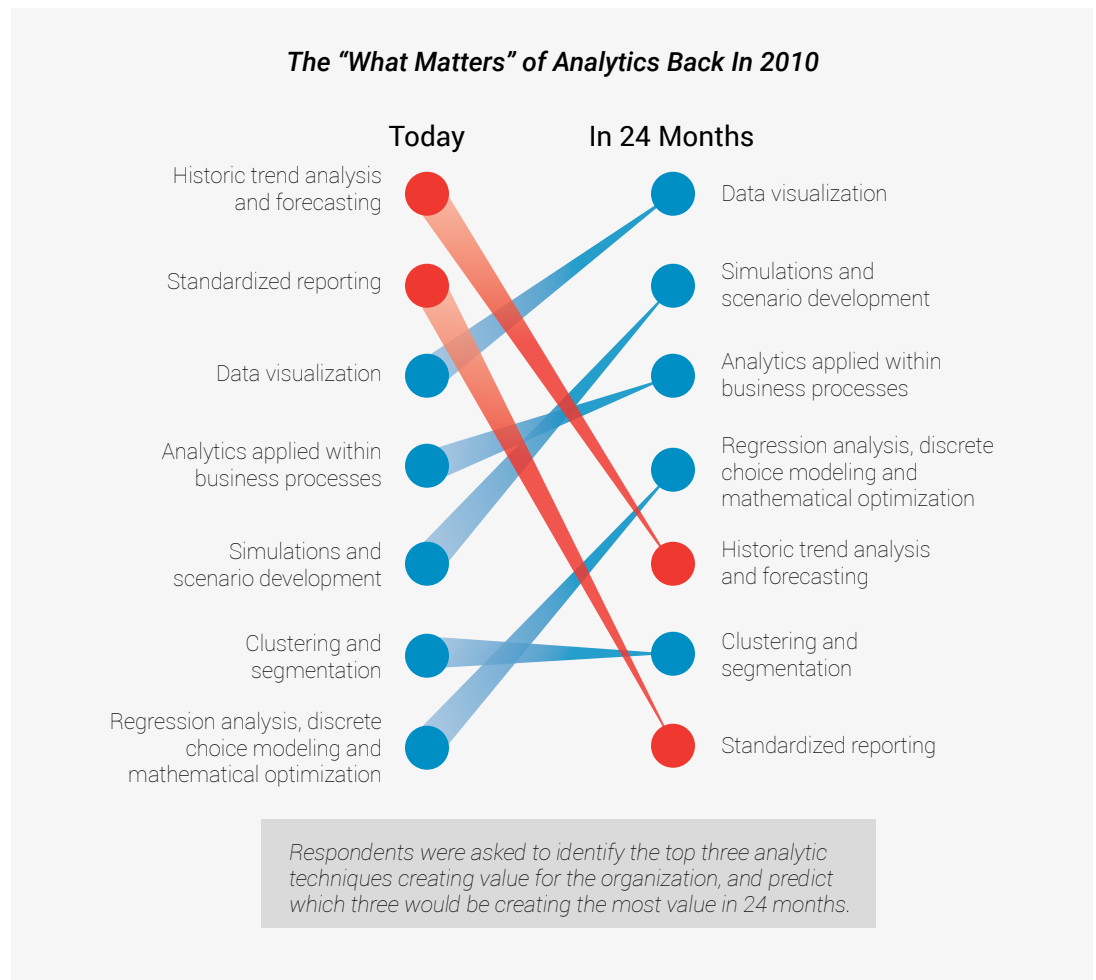 The “What Matters” of Analytics Back In 2010
Today
In 24 Months
Historic trend analysis
and forecasting
Standardized reporting
Data visualization
Analytics applied within
business processes
Simulations and
scenario development
Clustering and
segmentation
Regression analysis, discrete
choice modeling and
mathematical optimization
Data visualization
Simulations and
scenario development
Analytics applied within
business processes
Regression analysis, discrete
choice modeling and
mathematical optimization
Historic trend analysis
and forecasting
Clustering and
segmentation
Standardized reporting
Respondents were asked to identify the top three analytic
techniques creating value for the organization, and predict
which three would be creating the most value in 24 months.